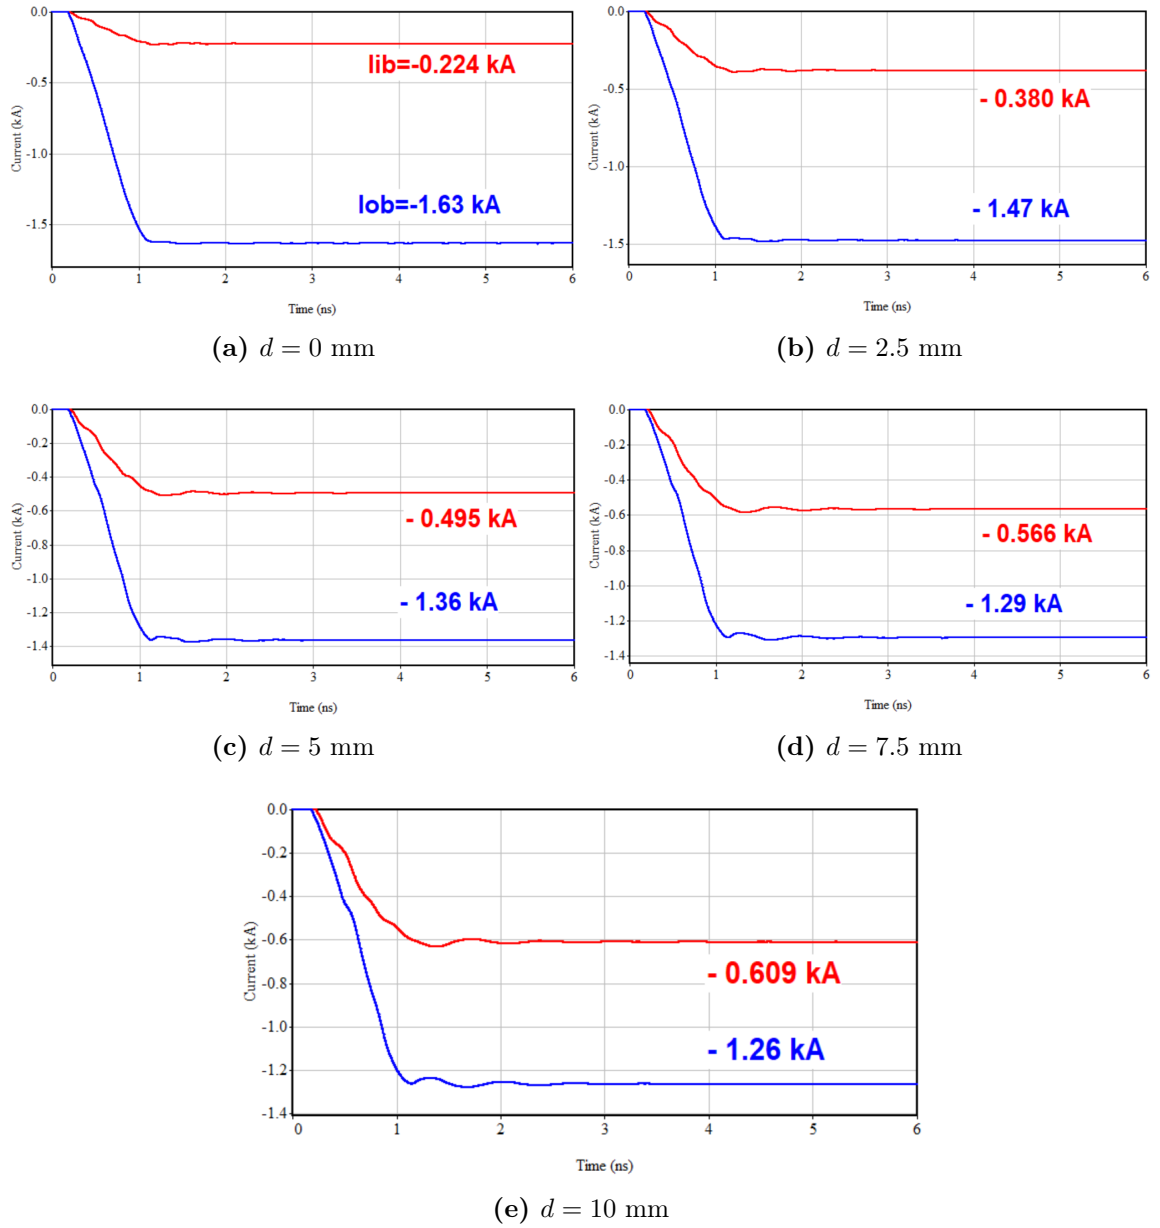 0.0
-0.5
-1.0
-1.5
Current (kA)
Iib=-0.224 kA
Iob=-1.63 kA
0 1 2 3 4 5 6
Time (ns)
(a) d = 0 mm
0.0
-0.5
-1.0
-1.5
Current (kA)
- 0.380 kA
- 1.47 kA
0 1 2 3 4 5 6
Time (ns)
(b) d = 2.5 mm
0.0
-0.2
-0.4
-0.6
-0.8
-1.0
-1.2
-1.4
Current (kA)
- 0.495 kA
- 1.36 kA
0 1 2 3 4 5 6
Time (ns)
(c) d = 5 mm
0.0
-0.2
-0.4
-0.6
-0.8
-1.0
-1.2
-1.4
Current (kA)
- 0.566 kA
- 1.29 kA
0 1 2 3 4 5 6
Time (ns)
(d) d = 7.5 mm
0.0
-0.2
-0.4
-0.6
-0.8
-1.0
-1.2
-1.4
Current (kA)
- 0.609 kA
- 1.26 kA
0 1 2 3 4 5 6
Time (ns)
(e) d = 10 mm